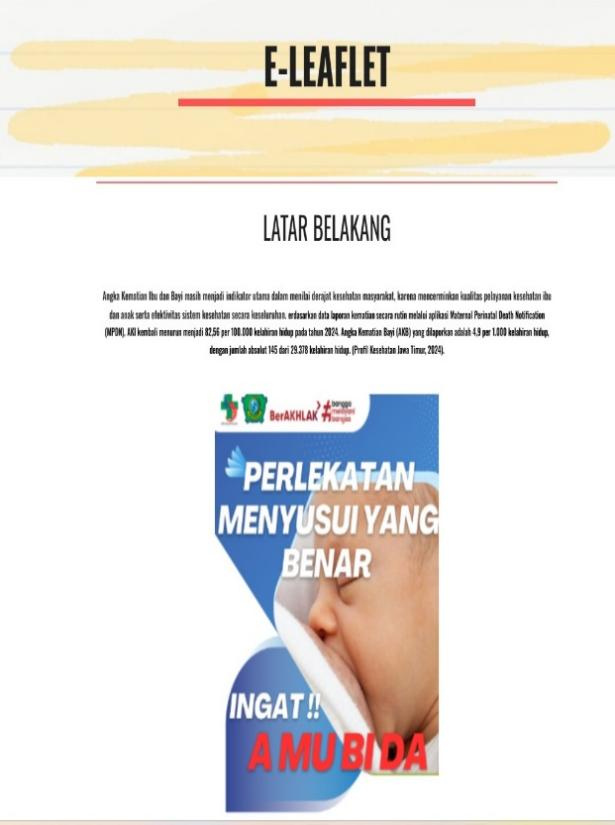 E-LEAFLET
LATAR BELAKANG
Angka Kematian Ibu dan Bayi masih menjadi indikator utama dalam menilai derajat kesehatan masyarakat, karena mencerminkan kualitas pelayanan kesehatan ibu
dan anak serta efektivitas sistem kesehatan secara keseluruhan. erdasarkan data laporan kematian secara rutin melalui aplikasi Maternal Perinatal Death Notification
(MPDN), AKI kembali menurun menjadi 82,56 per 100.000 kelahiran hidup pada tahun 2024. Angka Kematian Bayi (AKB) yang dilaporkan adalah 4,9 per 1.000 kelahiran hidup,
dengan jumlah absolut 145 dari 29.378 kelahiran hidup. (Profil Kesehatan Jawa Timur, 2024).
BerAKHLAK # bangga
melayani
bangsa
PERLEKATAN
MENYUSUI YANG
BENAR
INGAT !!
A MU BI DA